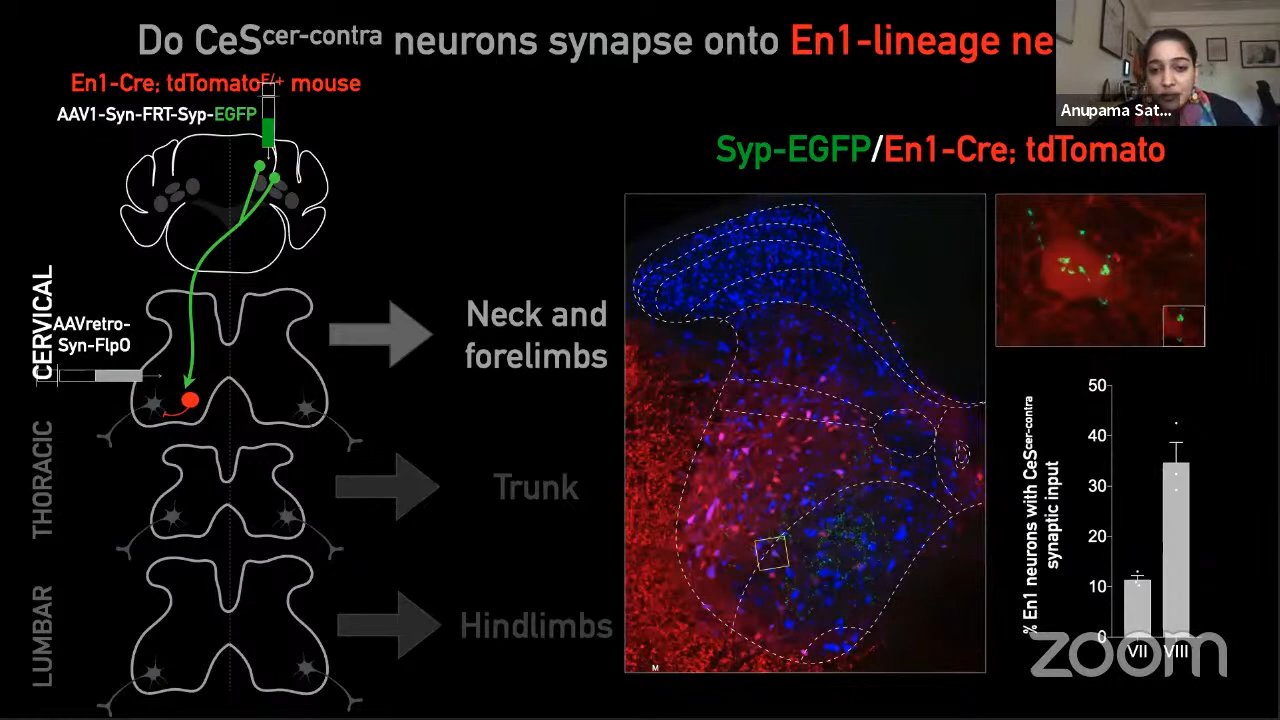 Do CeScer-contra neurons synapse onto En1-lineage ne
En1-Cre; tdTomatoF/+ mouse
AAV1-Syn-FRT-Syp-EGFP
Anupama Sat...
Syp-EGFP/En1-Cre; tdTomato
CERVICAL
AAVretro-
Syn-FlpO
Neck and
forelimbs
THORACIC
Trunk
LUMBAR
Hindlimbs
M
% En1 neurons with CeScer-contra
synaptic input
50
40
30
20
10
0
VII
VIII
zoom